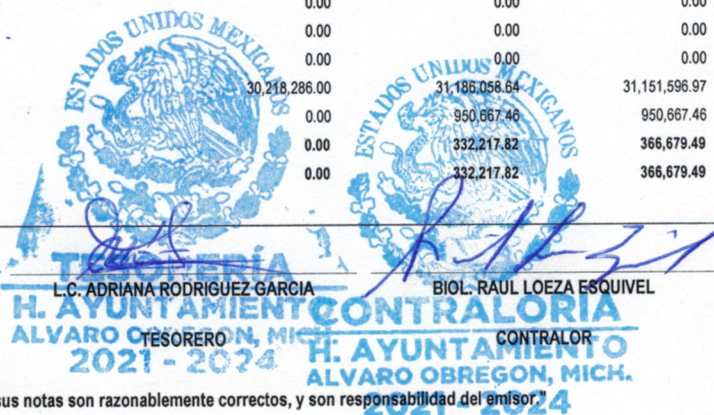 0.00 0.00 0.00
0.00 0.00 0.00
0.00 0.00 0.00
30,218,286.00 31,186,058.64 31,151,596.97
0.00 950,667.46 950,667.46
0.00 332,217.82 366,679.49
0.00 332,217.82 366,679.49
ESTADOS UNIDOS MEXICANOS
ESTADOS UNIDOS MEXICANOS
TESORERÍA
L.C. ADRIANA RODRIGUEZ GARCIA
BIOL. RAUL LOEZA ESQUIVEL
H. AYUNTAMIENTO
CONTRALORIA
ALVARO OBREGON, MICH.
TESORERO
CONTRALOR
2021 - 2024
H. AYUNTAMIENTO
ALVARO OBREGON, MICH.
sus notas son razonablemente correctos, y son responsabilidad del emisor."
2021 - 2024